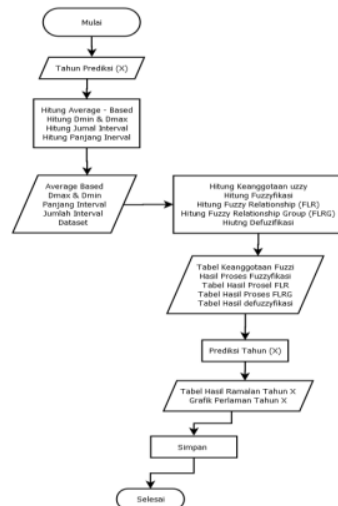 Mulai
Tahun Prediksi (X)
Hitung Average - Based
Hitung Dmin & Dmax
Hitung Jumal Interval
Hitung Panjang Inerval
Average Based
Dmax & Dmin
Panjang Interval
Jumlah Interval
Dataset
Hitung Keanggotaan uzzy
Hitung Fuzzyfikasi
Hitung Fuzzy Relationship (FLR)
Hitung Fuzzy Relationship Group (FLRG)
Hiutng Defuzifikasi
Tabel Keanggotaan Fuzzi
Hasil Proses Fuzzyfikasi
Tabel Hasil Prosel FLR
Tabel Hasil Proses FLRG
Tabel Hasil defuzzyfikasi
Prediksi Tahun (X)
Tabel Hasil Ramalan Tahun X
Grafik Perlaman Tahun X
Simpan
Selesai